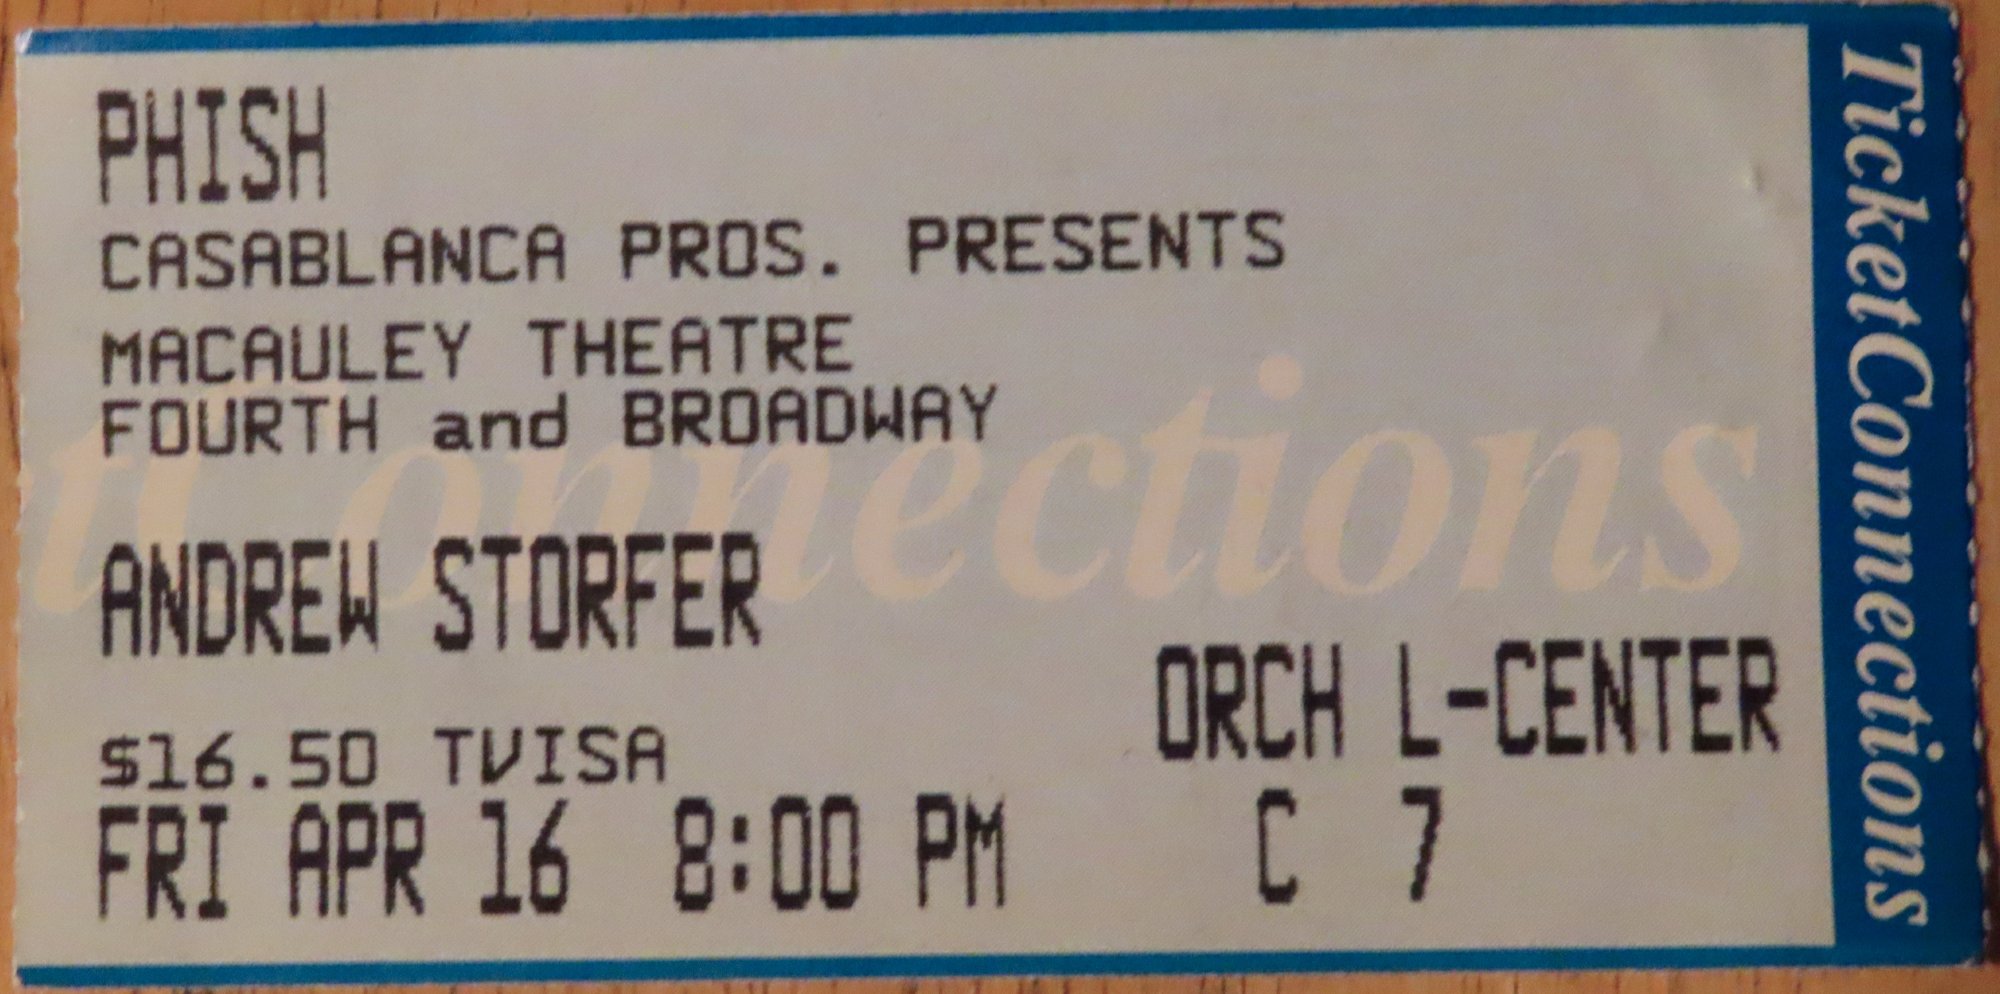 PHISH
CASABLANCA PROS. PRESENTS
MACAULEY THEATRE
FOURTH and BROADWAY
ANDREW STORFER
ORCH L-CENTER
$16.50 TVISA
C 7
FRI APR 16 8:00 PM
TicketConnections
etConnections